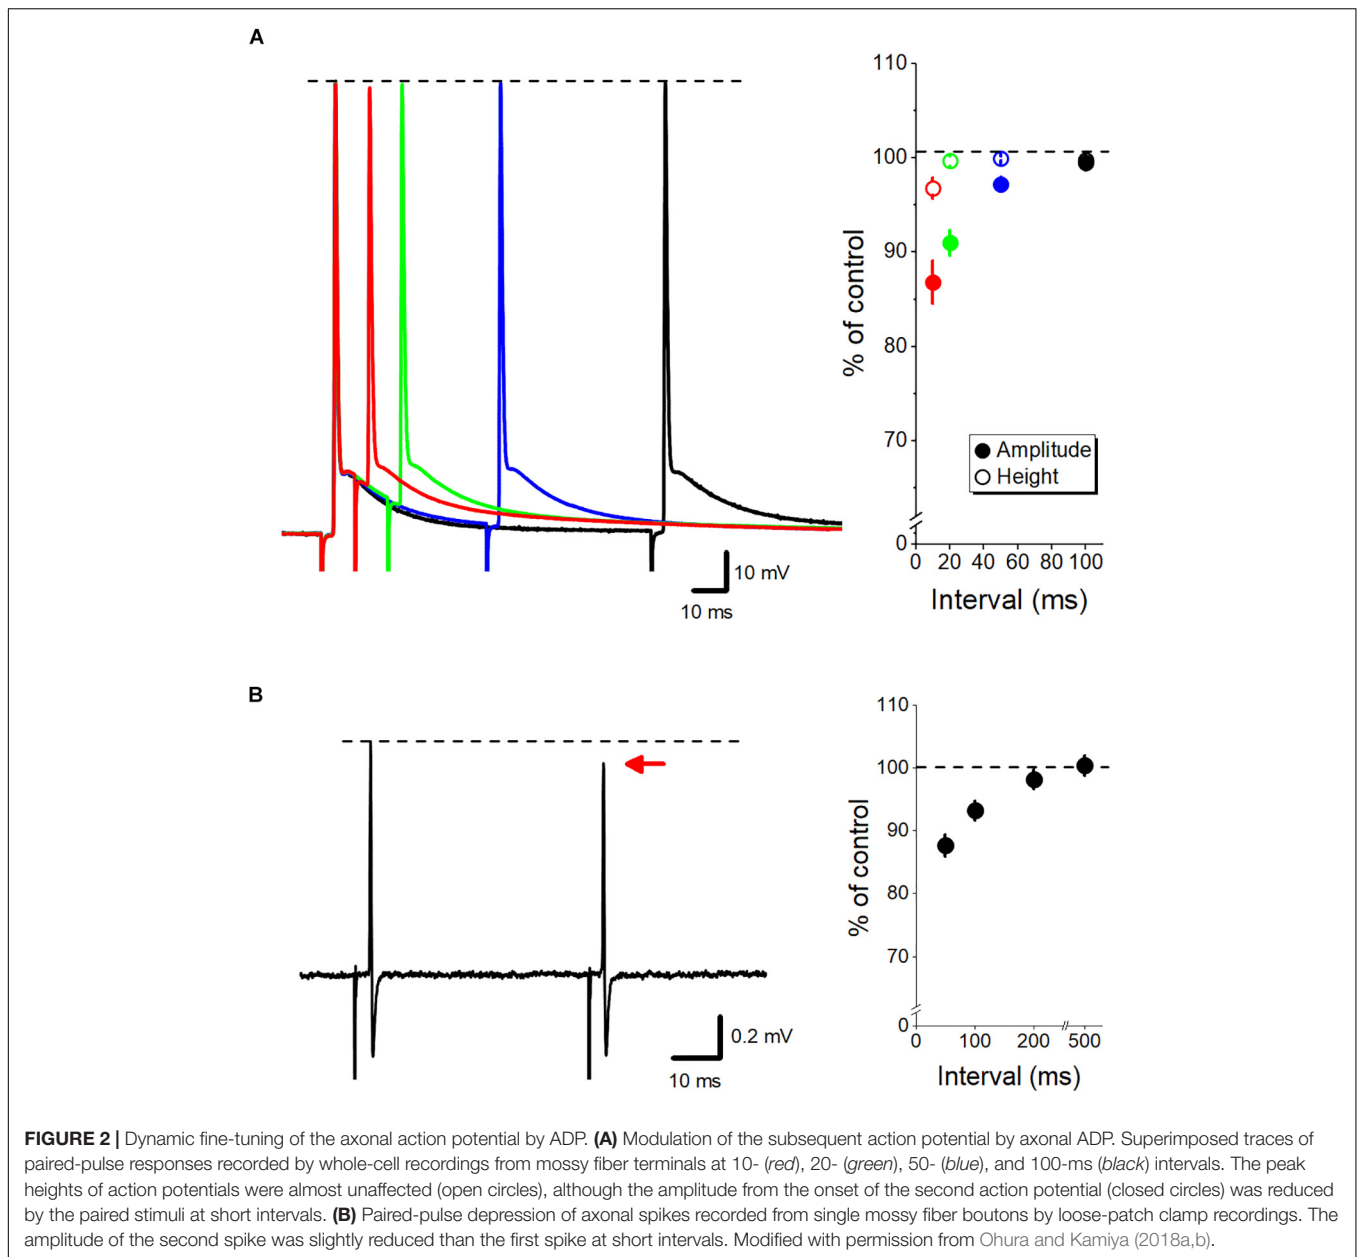 A
110
100
90
80
70
0
% of control
Amplitude
Height
0 20 40 60 80 100
Interval (ms)
10 mV
10 ms
B
110
100
90
80
70
0
% of control
0 100 200 500
Interval (ms)
0.2 mV
10 ms
FIGURE 2 | Dynamic fine-tuning of the axonal action potential by ADP. (A) Modulation of the subsequent action potential by axonal ADP. Superimposed traces of
paired-pulse responses recorded by whole-cell recordings from mossy fiber terminals at 10- (red), 20- (green), 50- (blue), and 100-ms (black) intervals. The peak
heights of action potentials were almost unaffected (open circles), although the amplitude from the onset of the second action potential (closed circles) was reduced
by the paired stimuli at short intervals. (B) Paired-pulse depression of axonal spikes recorded from single mossy fiber boutons by loose-patch clamp recordings. The
amplitude of the second spike was slightly reduced than the first spike at short intervals. Modified with permission from Ohura and Kamiya (2018a,b).